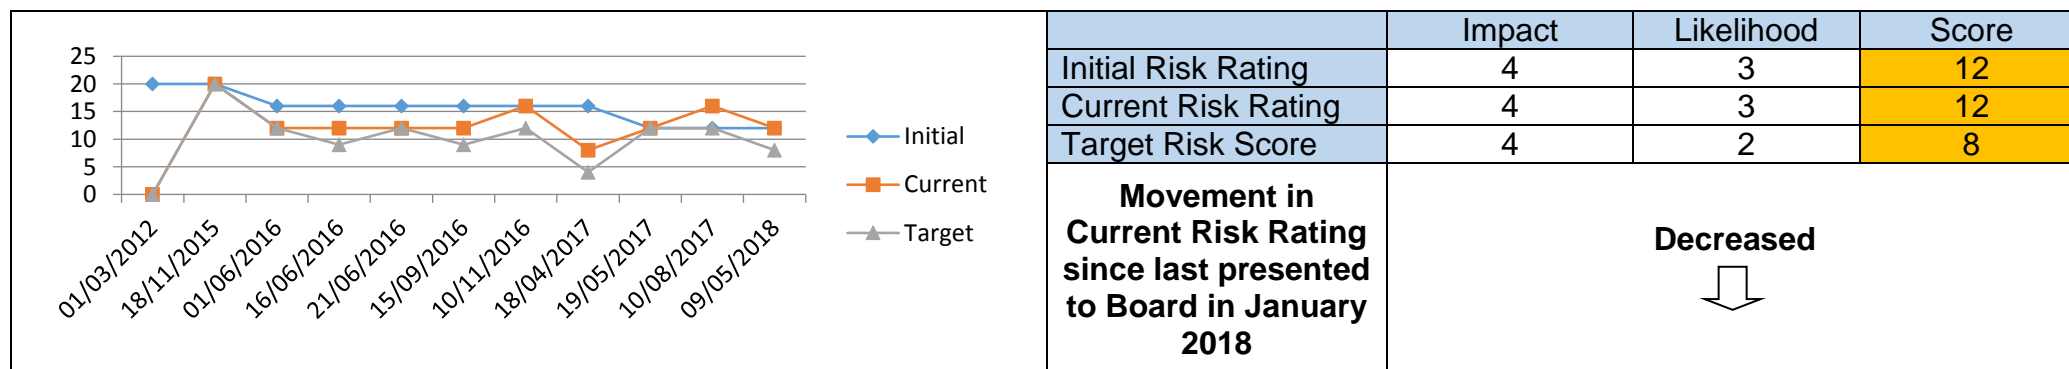 25
20
15
10
5
0
01/03/2012
18/11/2015
01/06/2016
16/06/2016
21/06/2016
15/09/2016
10/11/2016
18/04/2017
19/05/2017
10/08/2017
09/05/2018
Initial
Current
Target
Impact Likelihood Score
Initial Risk Rating 4 3 12
Current Risk Rating 4 3 12
Target Risk Score 4 2 8
Movement in
Current Risk Rating
since last presented
to Board in January
2018
Decreased